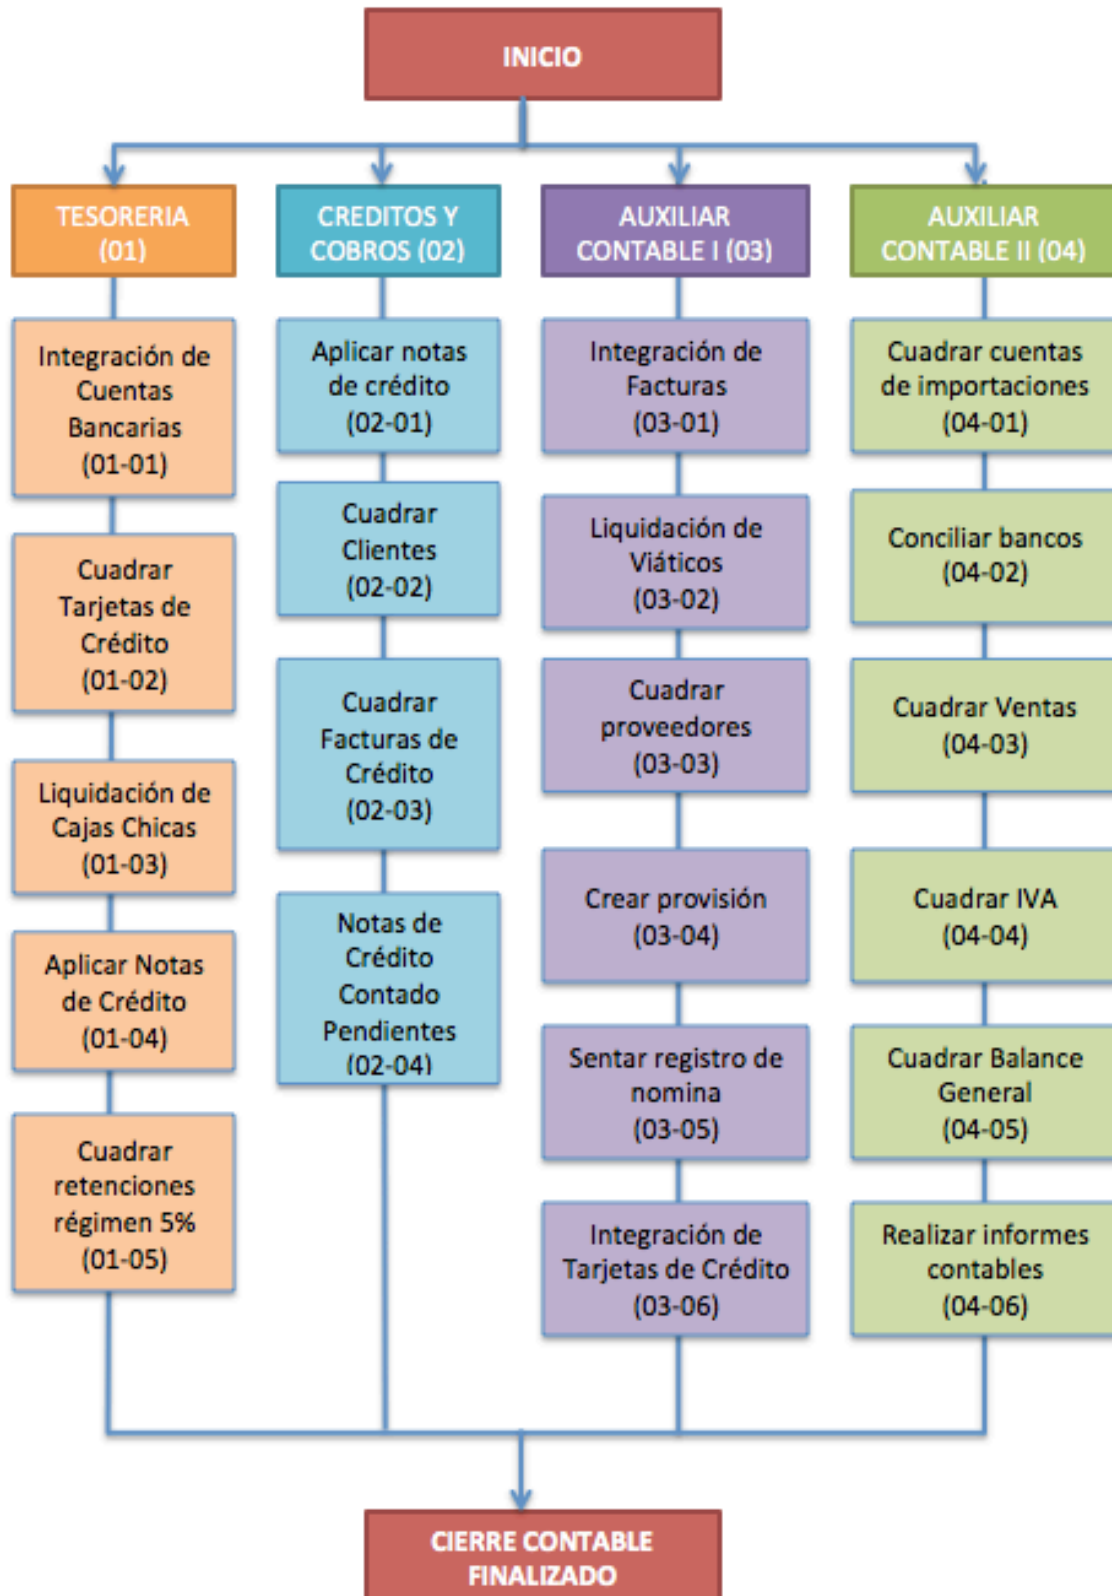 INICIO
TESORERIA
(01)
CREDITOS Y
COBROS (02)
AUXILIAR
CONTABLE I (03)
AUXILIAR
CONTABLE II (04)
Integración de
Cuentas
Bancarias
(01-01)
Cuadrar
Tarjetas de
Crédito
(01-02)
Liquidación de
Cajas Chicas
(01-03)
Aplicar Notas
de Crédito
(01-04)
Cuadrar
retenciones
régimen 5%
(01-05)
Aplicar notas
de crédito
(02-01)
Cuadrar
Clientes
(02-02)
Cuadrar
Facturas de
Crédito
(02-03)
Notas de
Crédito
Contado
Pendientes
(02-04)
Integración de
Facturas
(03-01)
Liquidación de
Viáticos
(03-02)
Cuadrar
proveedores
(03-03)
Crear provisión
(03-04)
Sentar registro de
nomina
(03-05)
Integración de
Tarjetas de Crédito
(03-06)
Cuadrar cuentas
de importaciones
(04-01)
Conciliar bancos
(04-02)
Cuadrar Ventas
(04-03)
Cuadrar IVA
(04-04)
Cuadrar Balance
General
(04-05)
Realizar informes
contables
(04-06)
CIERRE CONTABLE
FINALIZADO